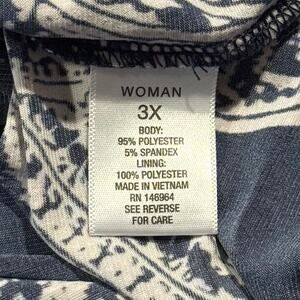 WOMAN
3X
BODY:
95% POLYESTER
5% SPANDEX
LINING:
100% POLYESTER
MADE IN VIETNAM
RN 146964
SEE REVERSE
FOR CARE